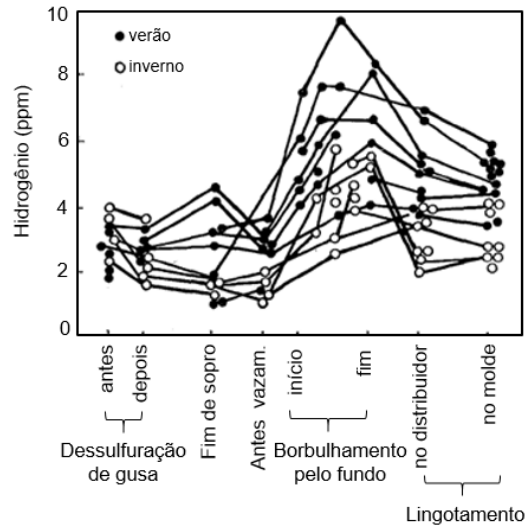 10
8
6
4
2
0
Hidrogênio (ppm)
verão
inverno
antes
depois
Fim de sopro
Antes vazam.
início
fim
no distribuidor
no molde
Dessulfuração
de gusa
Borbulhamento
pelo fundo
Lingotamento